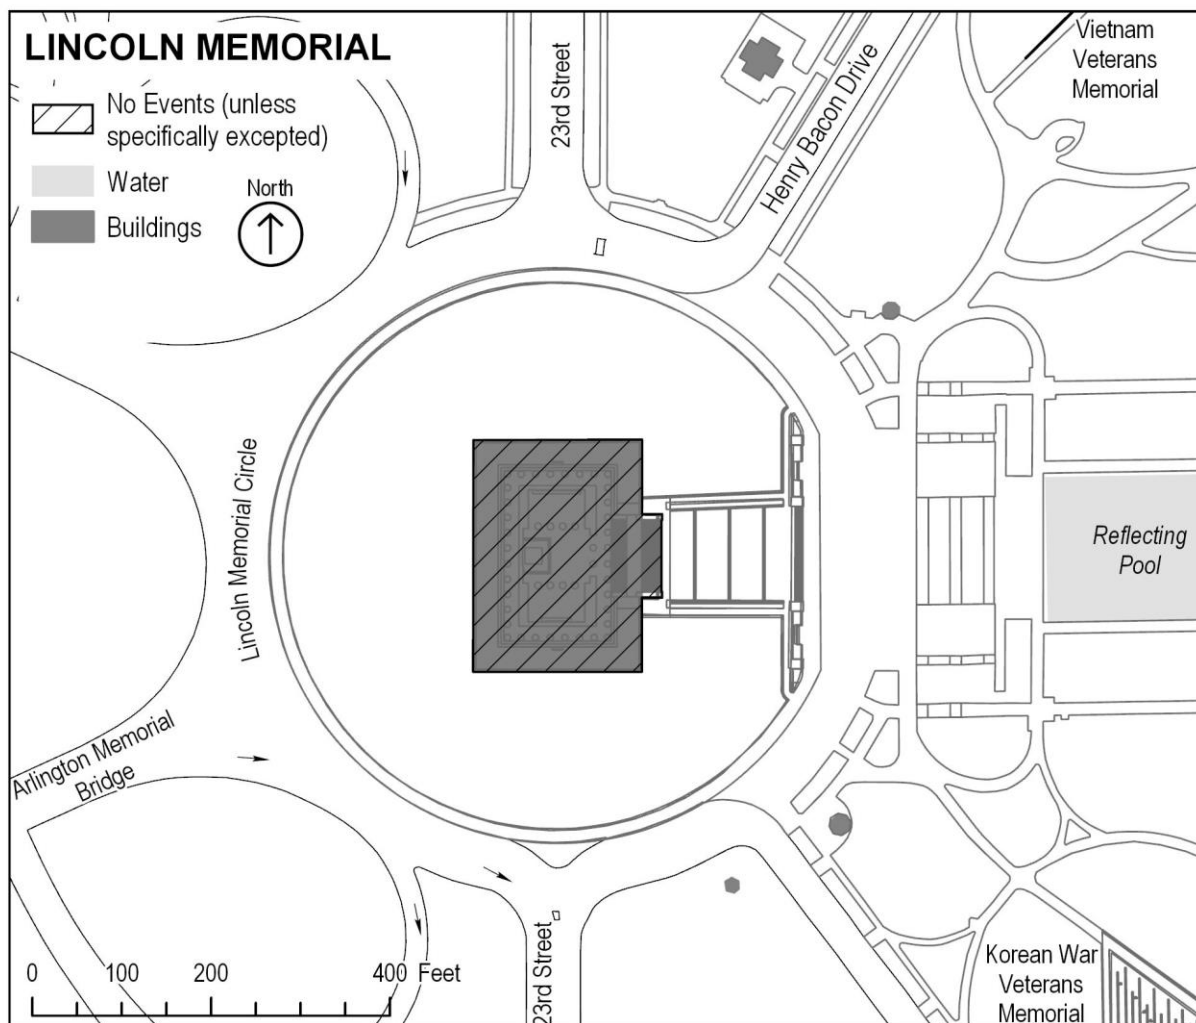 LINCOLN MEMORIAL
No Events (unless
specifically excepted)
Water
Buildings
North
23rd Street
Henry Bacon Drive
Vietnam
Veterans
Memorial
Lincoln Memorial Circle
Reflecting
Pool
Arlington Memorial
Bridge
23rd Street
Korean War
Veterans
Memorial
0 100 200 400 Feet